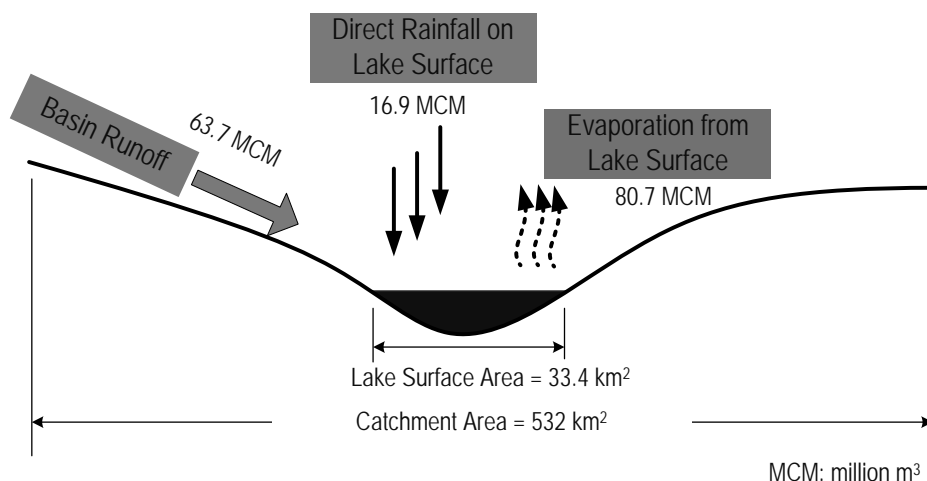 Direct Rainfall on
Lake Surface
16.9 MCM
Basin Runoff
63.7 MCM
Evaporation from
Lake Surface
80.7 MCM
Lake Surface Area = 33.4 km²
Catchment Area = 532 km²
MCM: million m³